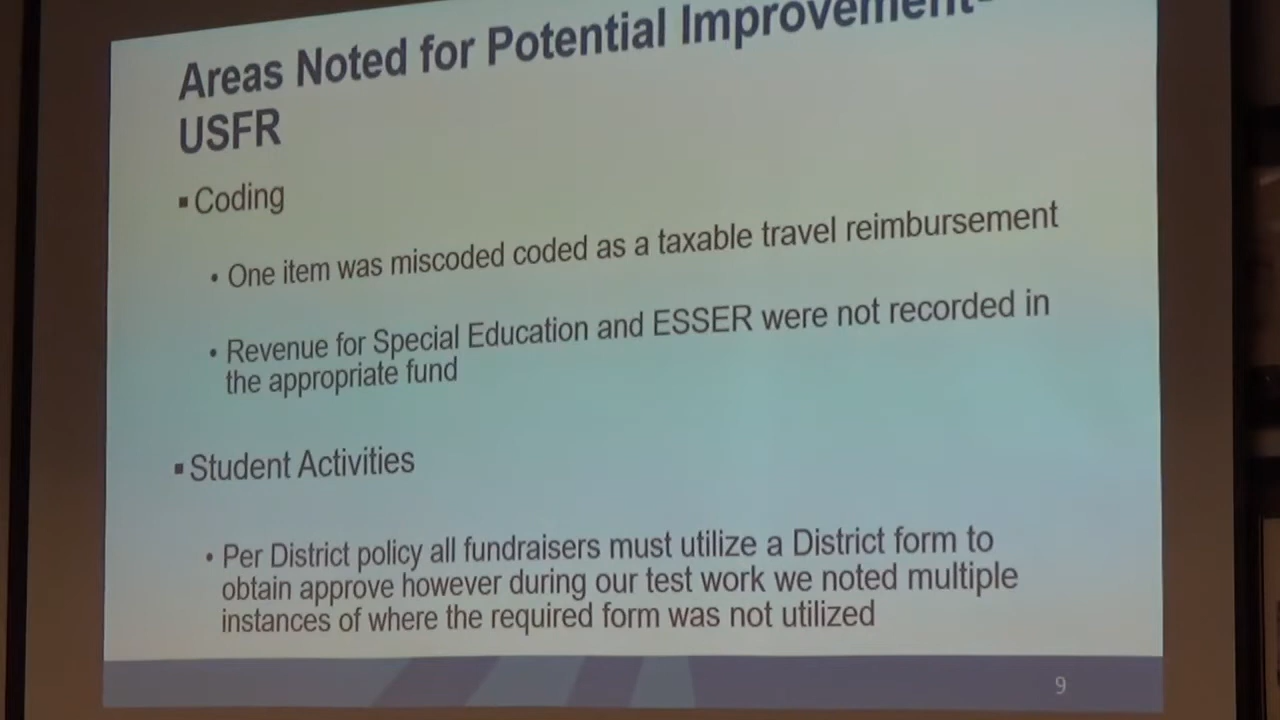 Areas Noted for Potential Improvement-
USFR
▪ Coding
• One item was miscoded coded as a taxable travel reimbursement
• Revenue for Special Education and ESSER were not recorded in
the appropriate fund
▪ Student Activities
• Per District policy all fundraisers must utilize a District form to
obtain approve however during our test work we noted multiple
instances of where the required form was not utilized
9